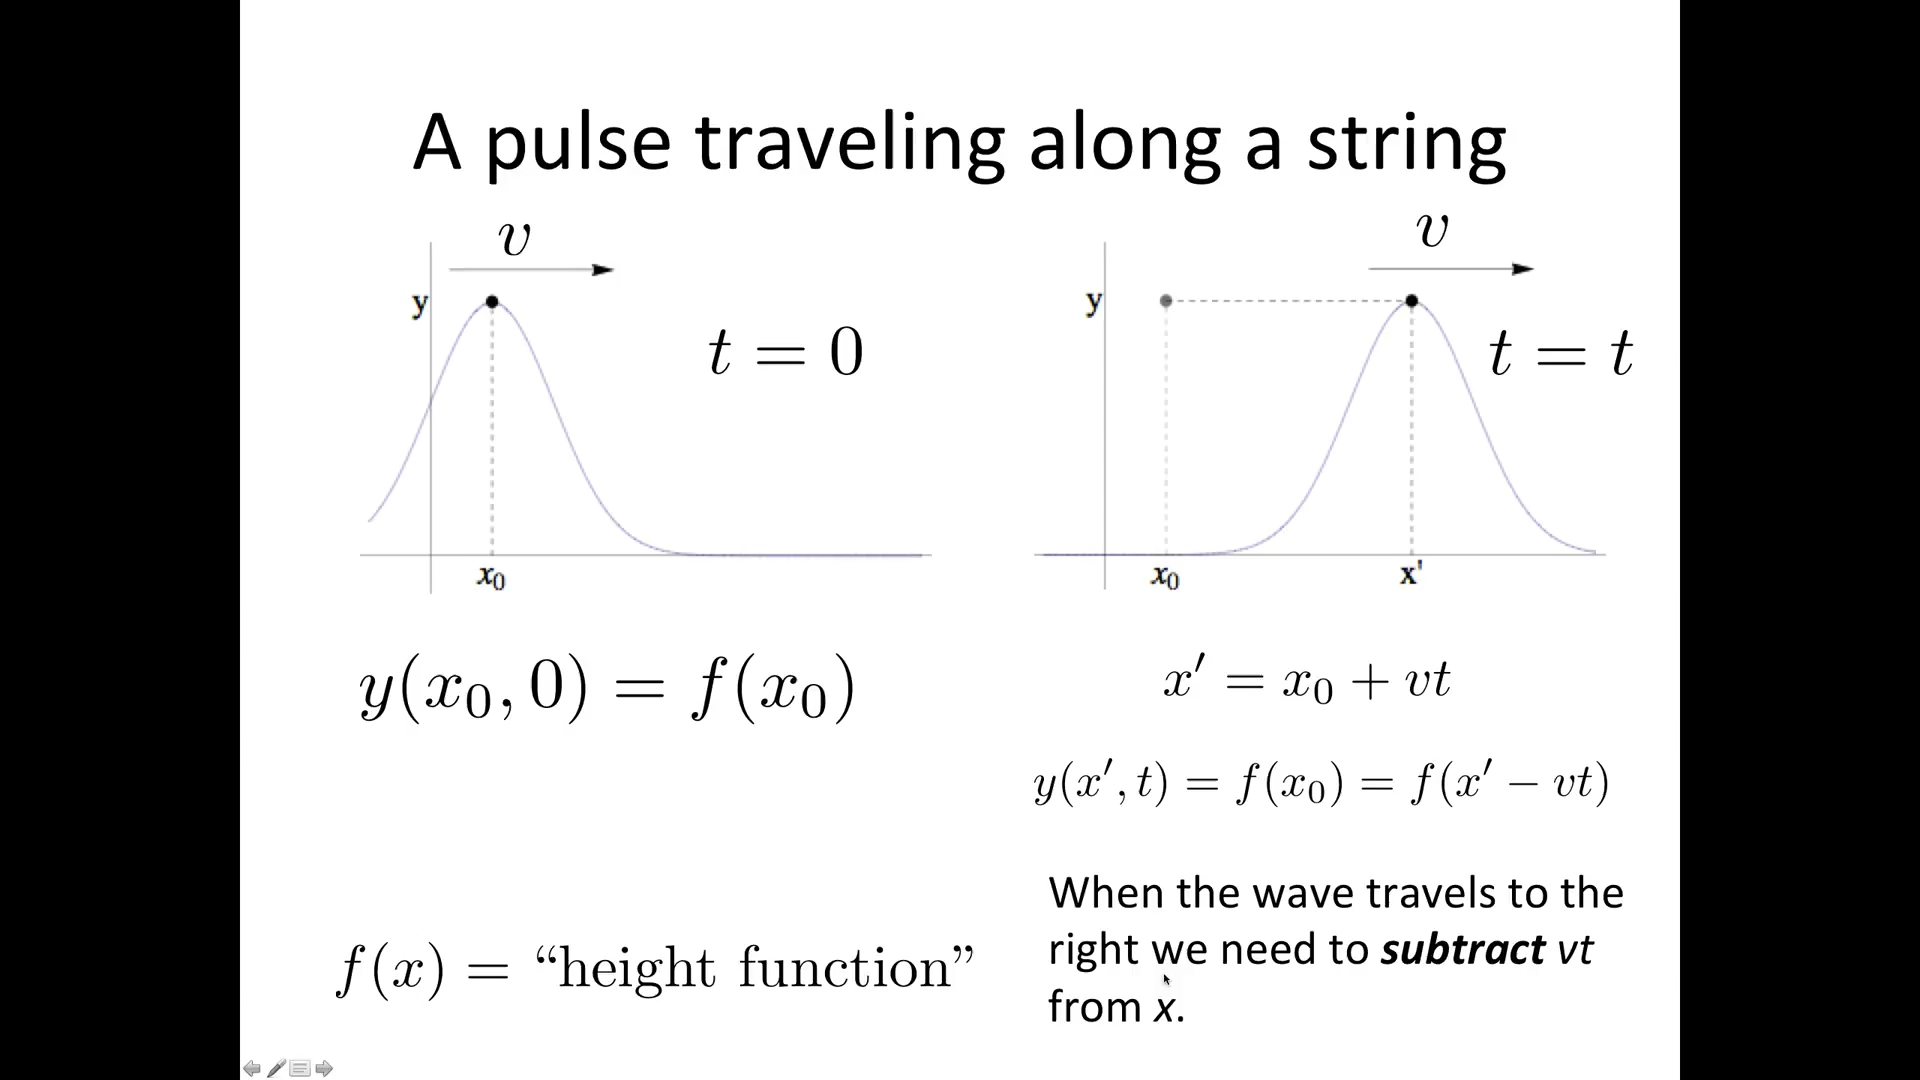 A pulse traveling along a string
v
y
t = 0
x₀
v
y
t = t
x₀ x'
y(x₀, 0) = f(x₀)
x′ = x₀ + vt
y(x′, t) = f(x₀) = f(x′ − vt)
f(x) = “height function”
When the wave travels to the
right we need to subtract vt
from x.